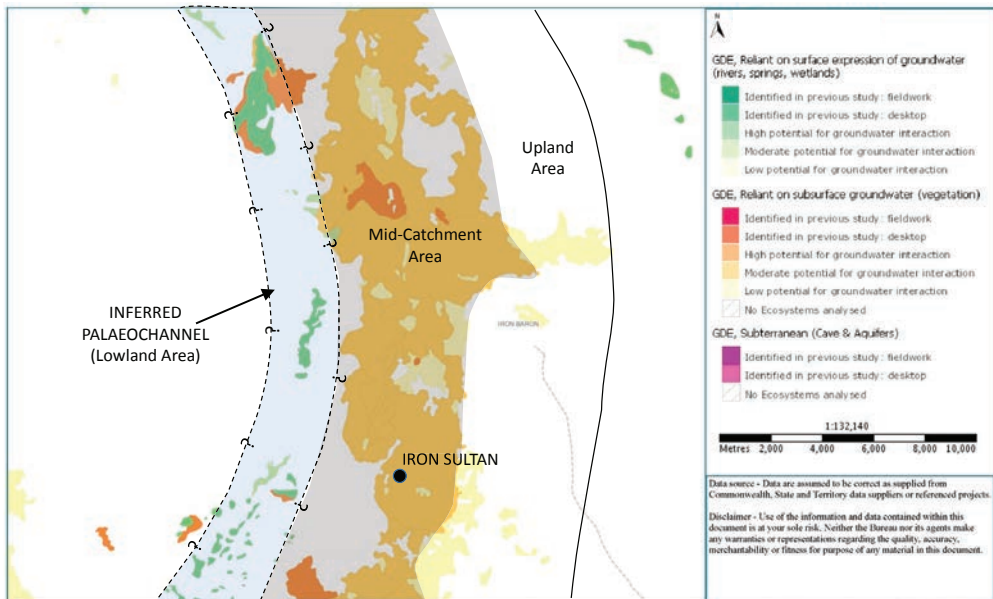 Upland
Area
Mid-Catchment
Area
INFERRED
PALAEOCHANNEL
(Lowland Area)
IRON BARON
IRON SULTAN
?
?
?
?
?
?
?
?
?
N
GDE, Reliant on surface expression of groundwater
(rivers, springs, wetlands)
Identified in previous study : fieldwork
Identified in previous study : desktop
High potential for groundwater interaction
Moderate potential for groundwater interaction
Low potential for groundwater interaction
GDE, Reliant on subsurface groundwater (vegetation)
Identified in previous study : fieldwork
Identified in previous study : desktop
High potential for groundwater interaction
Moderate potential for groundwater interaction
Low potential for groundwater interaction
No Ecosystems analysed
GDE, Subterranean (Cave & Aquifers)
Identified in previous study : fieldwork
Identified in previous study : desktop
No Ecosystems analysed
1:132,140
Metres 2,000 4,000 6,000 8,000 10,000
Data source - Data are assumed to be correct as supplied from
Commonwealth, State and Territory data suppliers or referenced projects.
Disclaimer - Use of the information and data contained within this
document is at your sole risk. Neither the Bureau nor its agents make
any warranties or representations regarding the quality, accuracy,
merchantability or fitness for purpose of any material in this document.